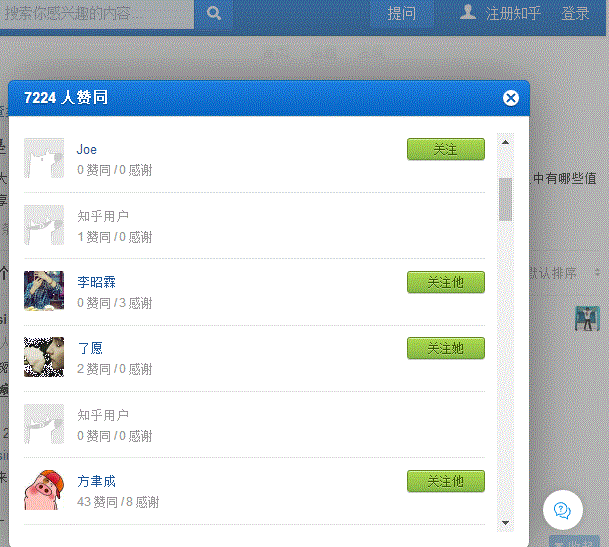 搜索你感兴趣的内容...
提问
注册知乎
登录
7224 人赞同
Joe
关注
0 赞同 / 0 感谢
知乎用户
1 赞同 / 0 感谢
李昭霖
关注他
0 赞同 / 3 感谢
了愿
关注她
2 赞同 / 0 感谢
知乎用户
0 赞同 / 0 感谢
方聿成
关注他
43 赞同 / 8 感谢
中有哪些值
默认排序